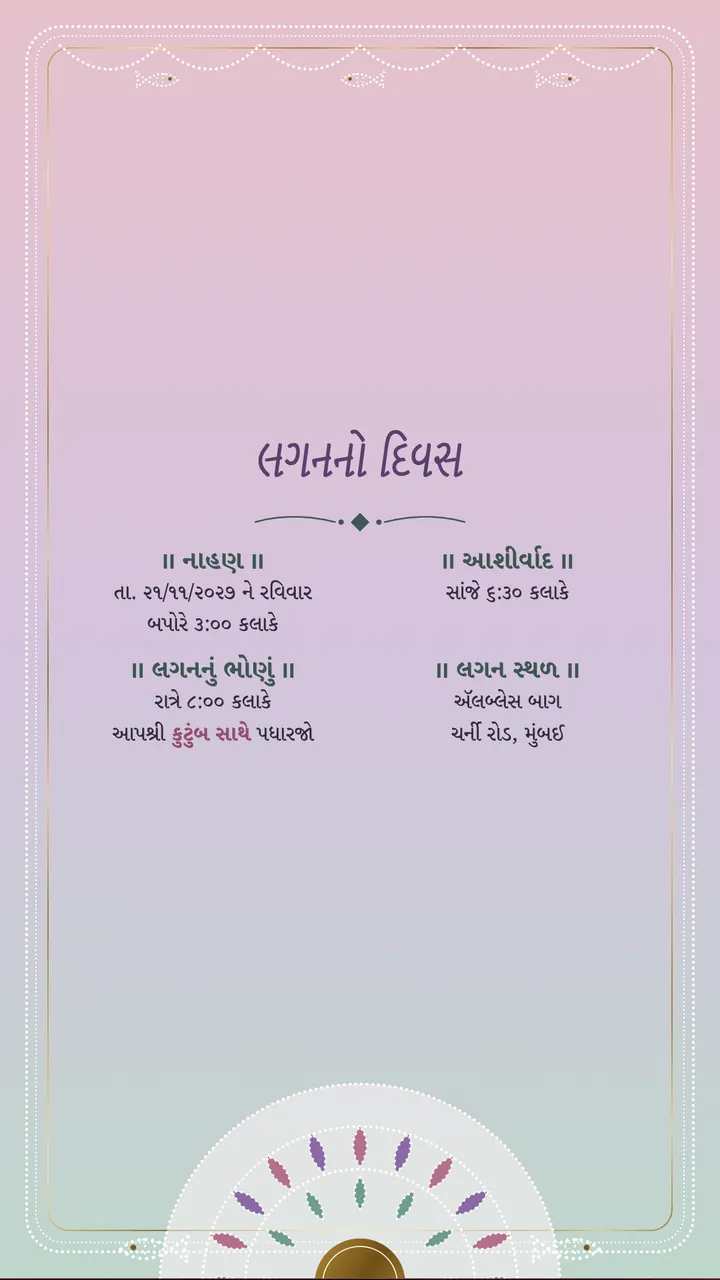 લગનનો દિવસ
॥ નાહણ ॥
તા. ૨૧/૧૧/૨૦૨૭ ને રવિવાર
બપોરે ૩:૦૦ કલાકે
॥ આશીર્વાદ ॥
સાંજે ૬:૩૦ કલાકે
॥ લગનનું ભોણું ॥
રાત્રે ૮:૦૦ કલાકે
આપશ્રી કુટુંબ સાથે પધારજો
॥ લગન સ્થળ ॥
ઍલબ્લેસ બાગ
ચર્ની રોડ, મુંબઈ